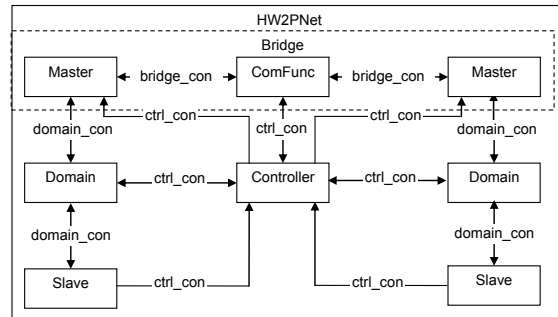 HW2PNet
Bridge
Master bridge_con ComFunc bridge_con Master
domain_con ctrl_con ctrl_con ctrl_con domain_con
Domain ctrl_con Controller ctrl_con Domain
domain_con domain_con
Slave ctrl_con ctrl_con Slave